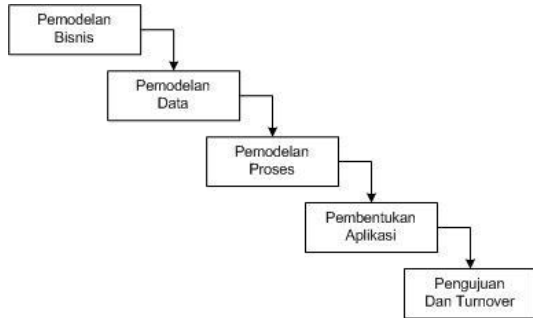 Pemodelan
Bisnis
Pemodelan
Data
Pemodelan
Proses
Pembentukan
Aplikasi
Pengujuan
Dan Turnover